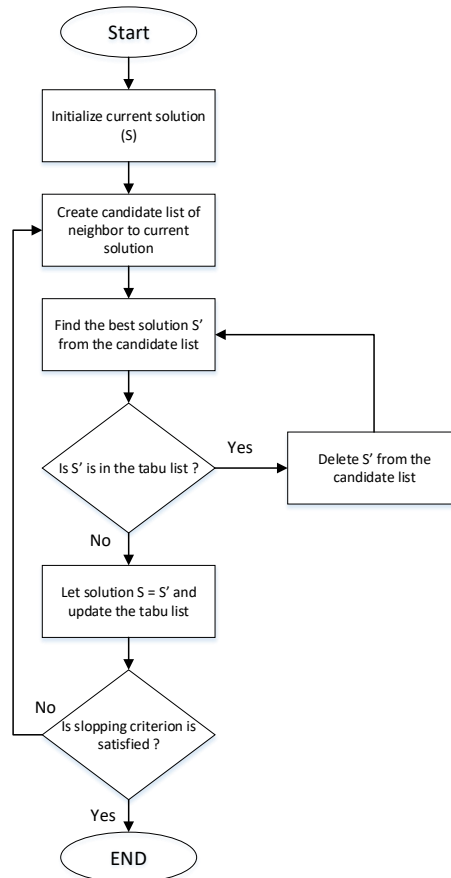 Start
Initialize current solution
(S)
Create candidate list of
neighbor to current
solution
Find the best solution S'
from the candidate list
Is S' is in the tabu list ?
Yes
Delete S' from the
candidate list
No
Let solution S = S' and
update the tabu list
No
Is slopping criterion is
satisfied ?
Yes
END